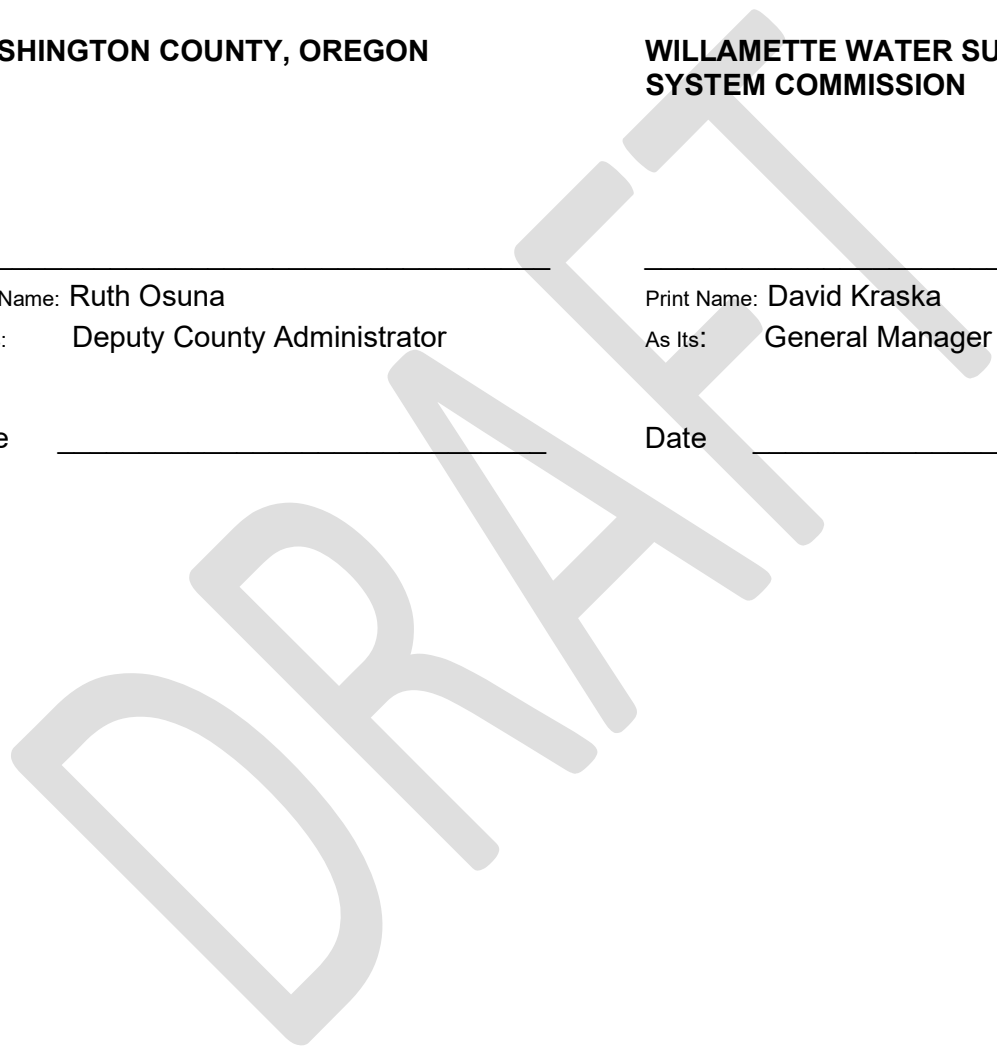 SHINGTON COUNTY, OREGON
WILLAMETTE WATER SU
SYSTEM COMMISSION
Name: Ruth Osuna
: Deputy County Administrator
Print Name: David Kraska
As Its: General Manager
e
Date
DRAFT